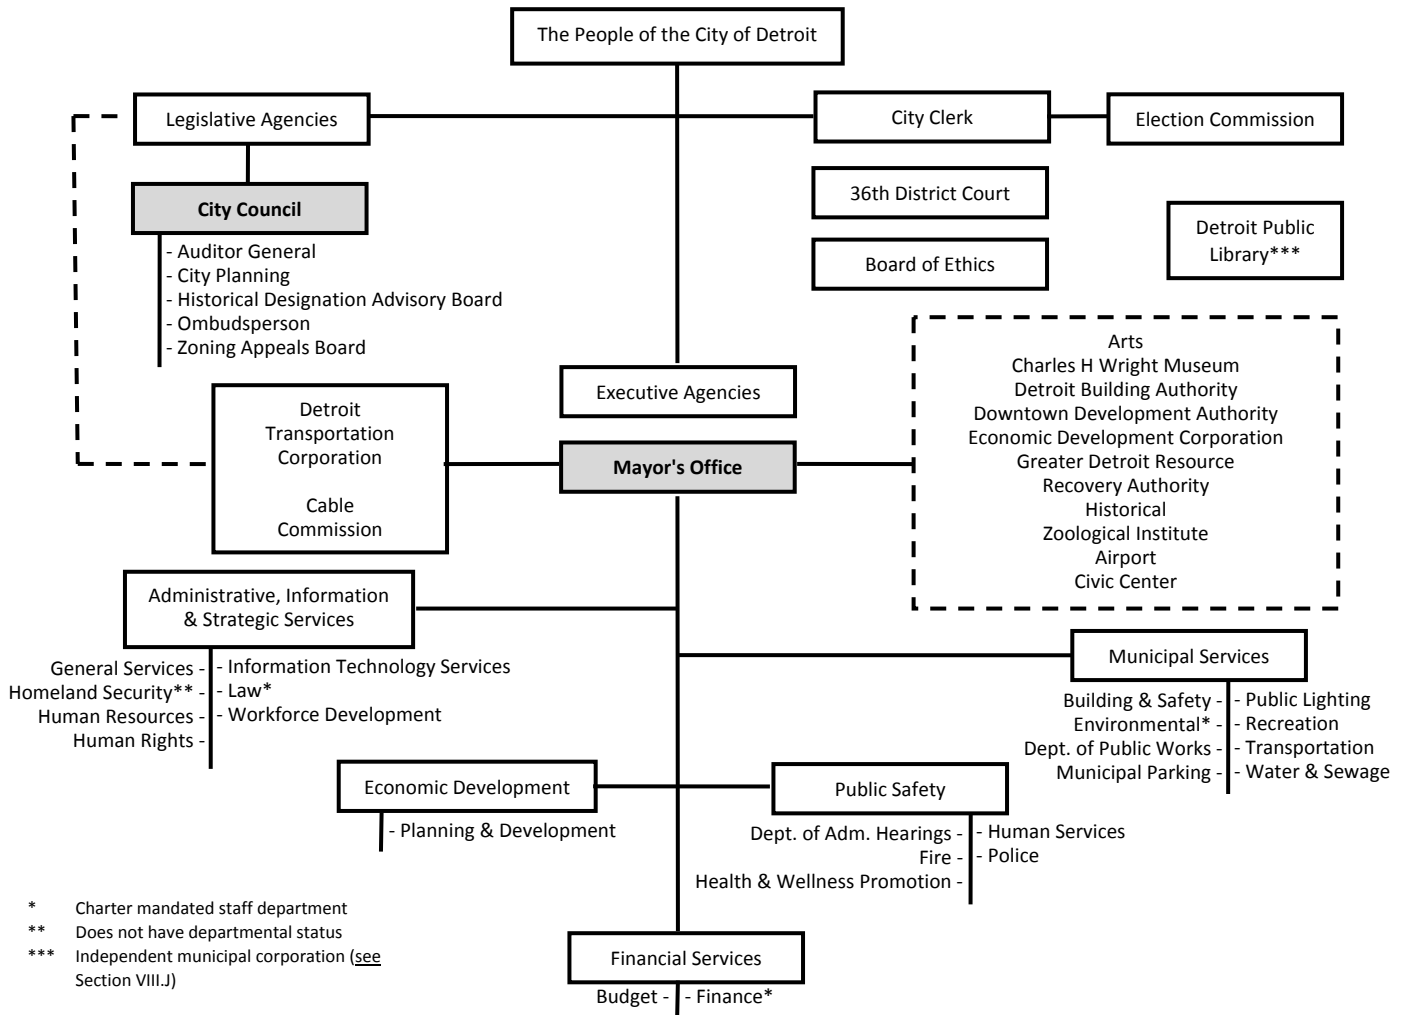 The People of the City of Detroit
Legislative Agencies
City Clerk
Election Commission
City Council
- Auditor General
- City Planning
- Historical Designation Advisory Board
- Ombudsperson
- Zoning Appeals Board
36th District Court
Board of Ethics
Detroit Public
Library***
Executive Agencies
Mayor's Office
Detroit
Transportation
Corporation
Cable
Commission
Arts
Charles H Wright Museum
Detroit Building Authority
Downtown Development Authority
Economic Development Corporation
Greater Detroit Resource
Recovery Authority
Historical
Zoological Institute
Airport
Civic Center
Administrative, Information
& Strategic Services
General Services -
Homeland Security** -
Human Resources -
Human Rights -
- Information Technology Services
- Law*
- Workforce Development
Municipal Services
Building & Safety -
Environmental* -
Dept. of Public Works -
Municipal Parking -
- Public Lighting
- Recreation
- Transportation
- Water & Sewage
Economic Development
- Planning & Development
Public Safety
Dept. of Adm. Hearings -
Fire -
Health & Wellness Promotion -
- Human Services
- Police
Financial Services
Budget -
- Finance*
* Charter mandated staff department
** Does not have departmental status
*** Independent municipal corporation (see
Section VIII.J)